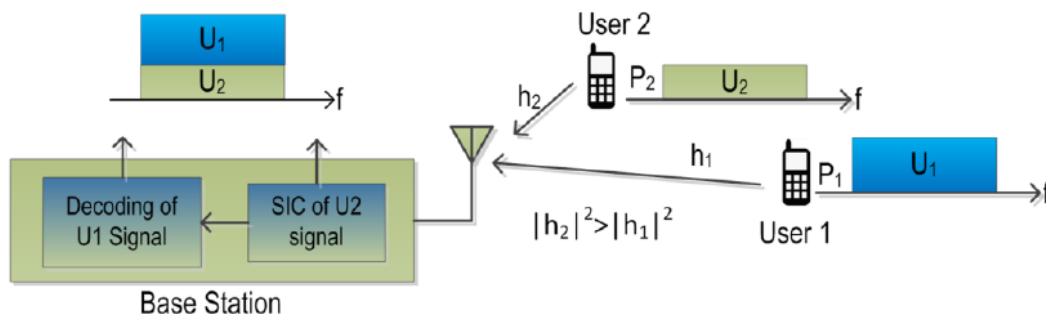 U₁
U₂
f
User 2
P₂
U₂
f
h₂
h₁
P₁
U₁
f
User 1
|h₂|²>|h₁|²
Decoding of
U1 Signal
SIC of U2
signal
Base Station